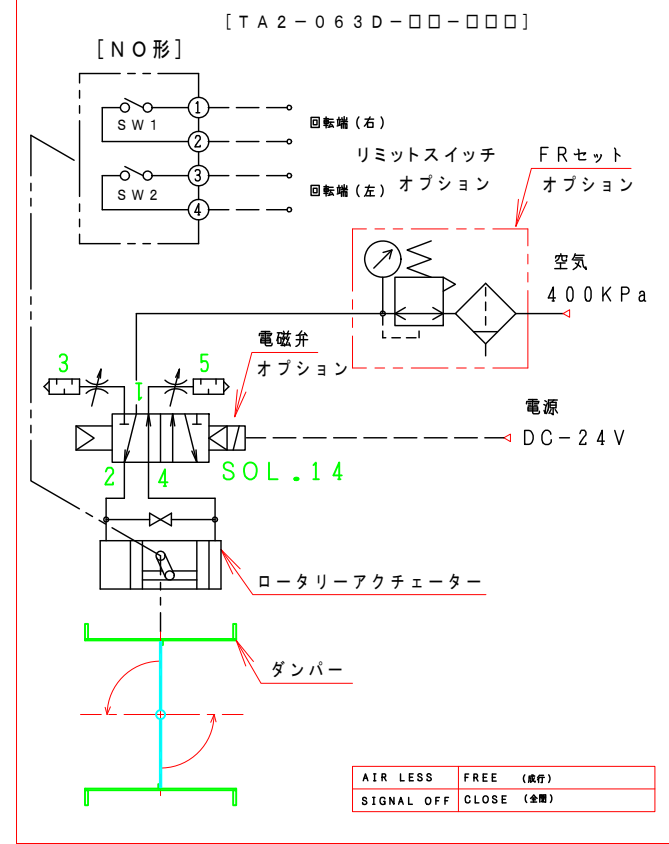 [TA2-063D-□□-□□□]
[NO形]
1
SW1
2
回転端(右)
3
SW2
4
回転端(左)
リミットスイッチ
オプション
FRセット
オプション
空気
400KPa
電磁弁
オプション
3
1
5
電源
DC-24V
2
4
SOL.14
ロータリーアクチェーター
ダンパー
AIR LESS FREE (成行)
SIGNAL OFF CLOSE (全閉)